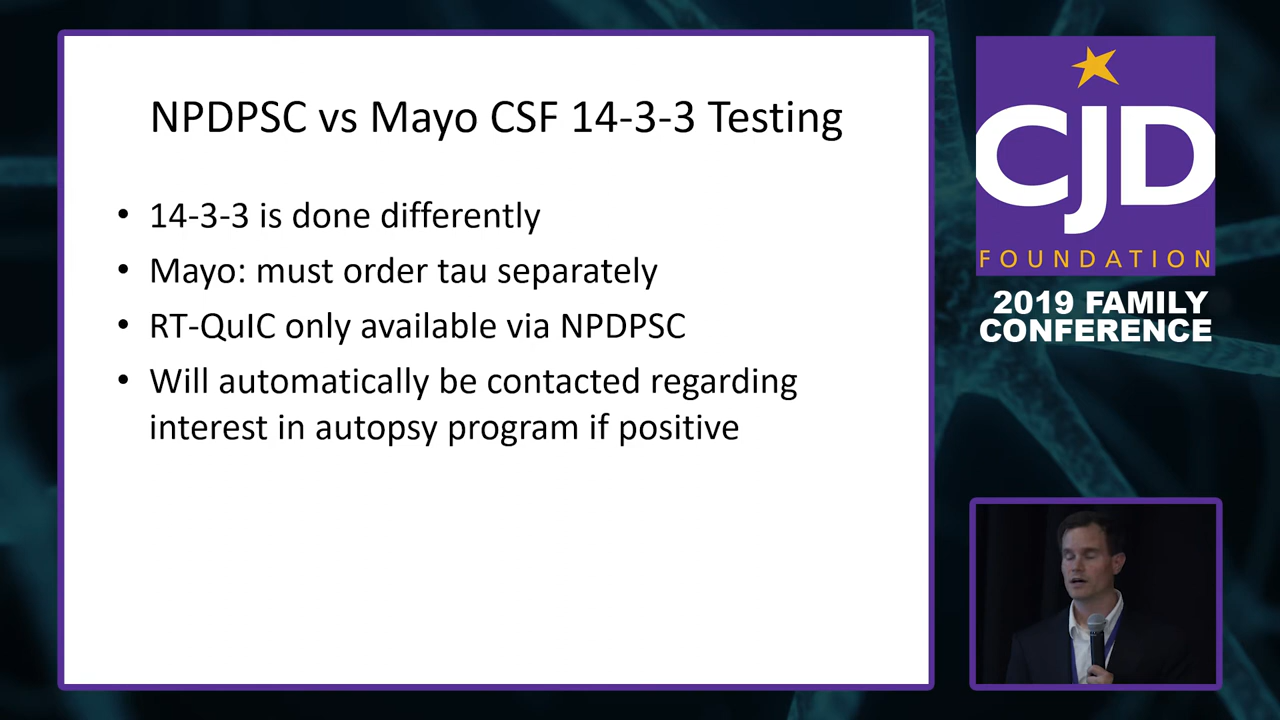 NPDPSC vs Mayo CSF 14-3-3 Testing
• 14-3-3 is done differently
• Mayo: must order tau separately
• RT-QuIC only available via NPDPSC
• Will automatically be contacted regarding
interest in autopsy program if positive
CJD
FOUNDATION
2019 FAMILY
CONFERENCE